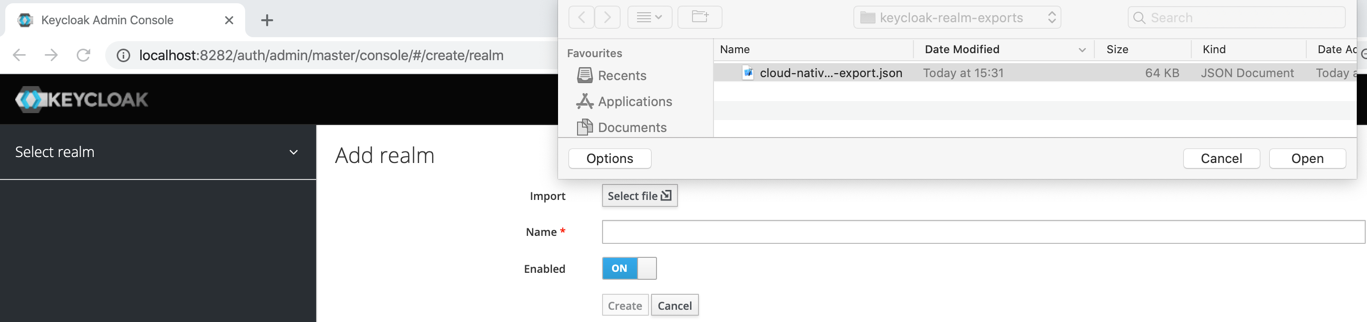 Keycloak Admin Console
localhost:8282/auth/admin/master/console/#/create/realm
keycloak-realm-exports
Search
Favourites
Recents
Applications
Documents
Name Date Modified Size Kind Date Ac
cloud-nativ...-export.json Today at 15:31 64 KB JSON Document Today a
Options Cancel Open
KEYCLOAK
Select realm
Add realm
Import Select file
Name *
Enabled ON
Create Cancel